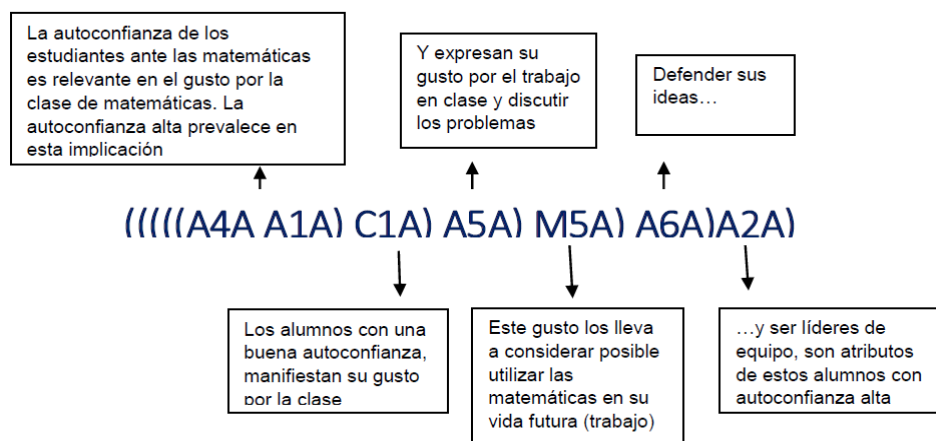 La autoconfianza de los
estudiantes ante las matemáticas
es relevante en el gusto por la
clase de matemáticas. La
autoconfianza alta prevalece en
esta implicación
Y expresan su
gusto por el trabajo
en clase y discutir
los problemas
Defender sus
ideas…
(((((A4A A1A) C1A) A5A) M5A) A6A)A2A)
Los alumnos con una
buena autoconfianza,
manifiestan su gusto
por la clase
Este gusto los lleva
a considerar posible
utilizar las
matemáticas en su
vida futura (trabajo)
…y ser líderes de
equipo, son atributos
de estos alumnos con
autoconfianza alta